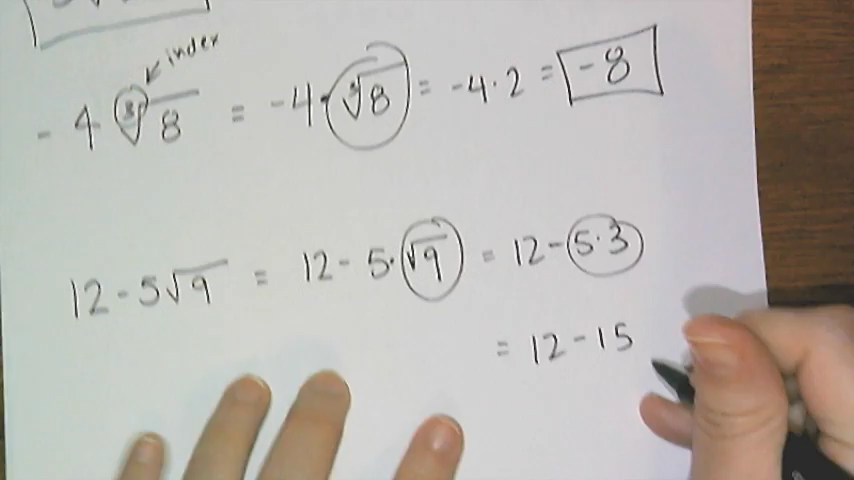 index
- 4 ∛8 = -4 · ∛8 = -4 · 2 = -8
12 - 5√9 = 12 - 5 · √9 = 12 - 5 · 3
= 12 - 15